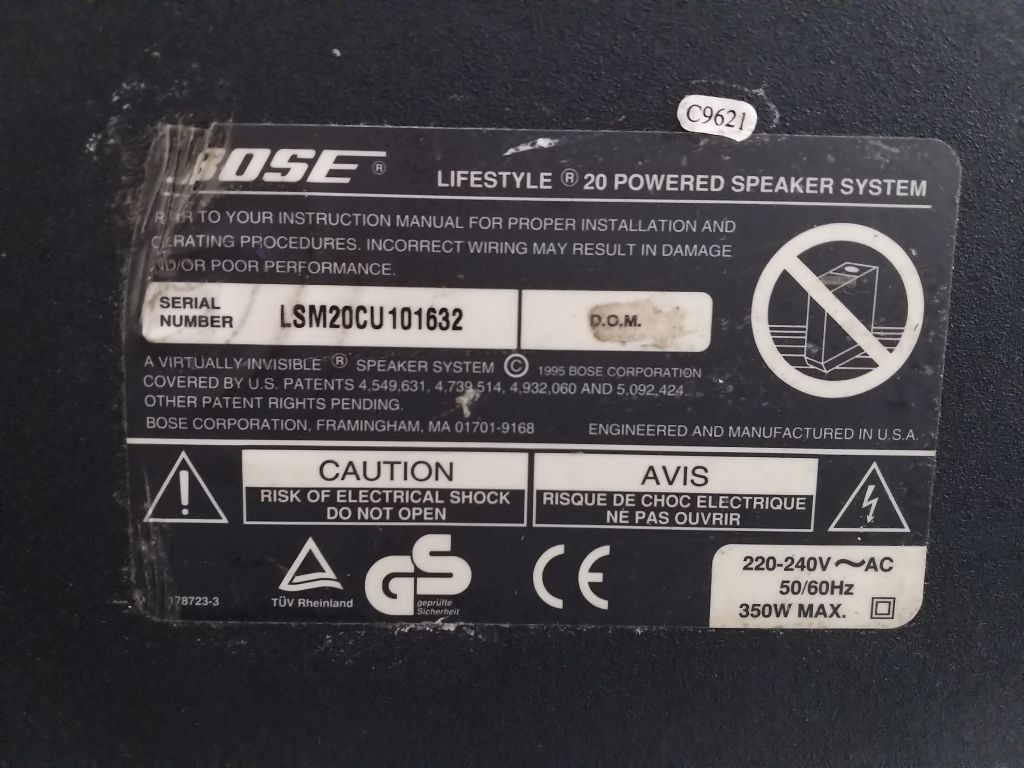 C9621
BOSE®
LIFESTYLE ® 20 POWERED SPEAKER SYSTEM
TO YOUR INSTRUCTION MANUAL FOR PROPER INSTALLATION AND
ERATING PROCEDURES. INCORRECT WIRING MAY RESULT IN DAMAGE
ND/OR POOR PERFORMANCE.
SERIAL
NUMBER
LSM20CU101632
D.O.M.
A VIRTUALLY INVISIBLE ® SPEAKER SYSTEM © 1995 BOSE CORPORATION
COVERED BY U.S. PATENTS 4,549,631, 4,739,514, 4,932,060 AND 5,092,424
OTHER PATENT RIGHTS PENDING.
BOSE CORPORATION, FRAMINGHAM, MA 01701-9168
ENGINEERED AND MANUFACTURED IN U.S.A.
CAUTION
RISK OF ELECTRICAL SHOCK
DO NOT OPEN
AVIS
RISQUE DE CHOC ELECTRIQUE
NE PAS OUVRIR
178723-3
TÜV Rheinland
GS
geprüfte
Sicherheit
CE
220-240V ~ AC
50/60Hz
350W MAX.